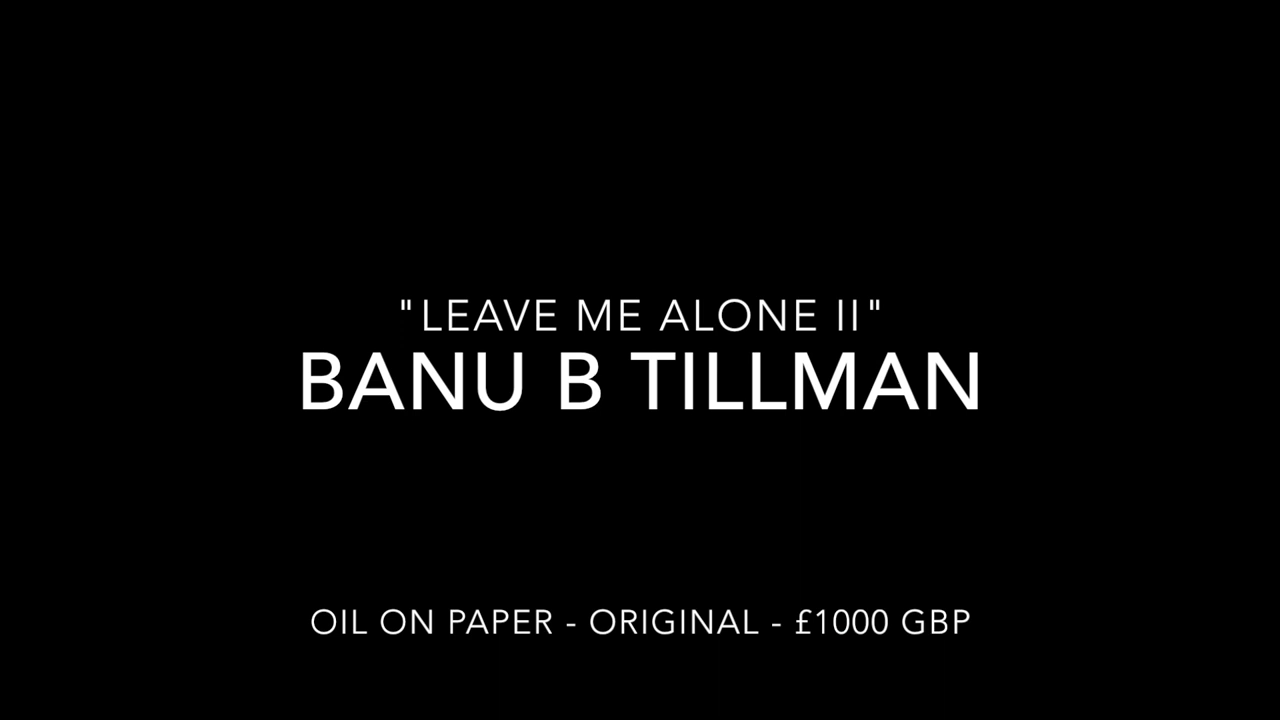 "LEAVE ME ALONE II"
BANU B TILLMAN
OIL ON PAPER - ORIGINAL - £1000 GBP